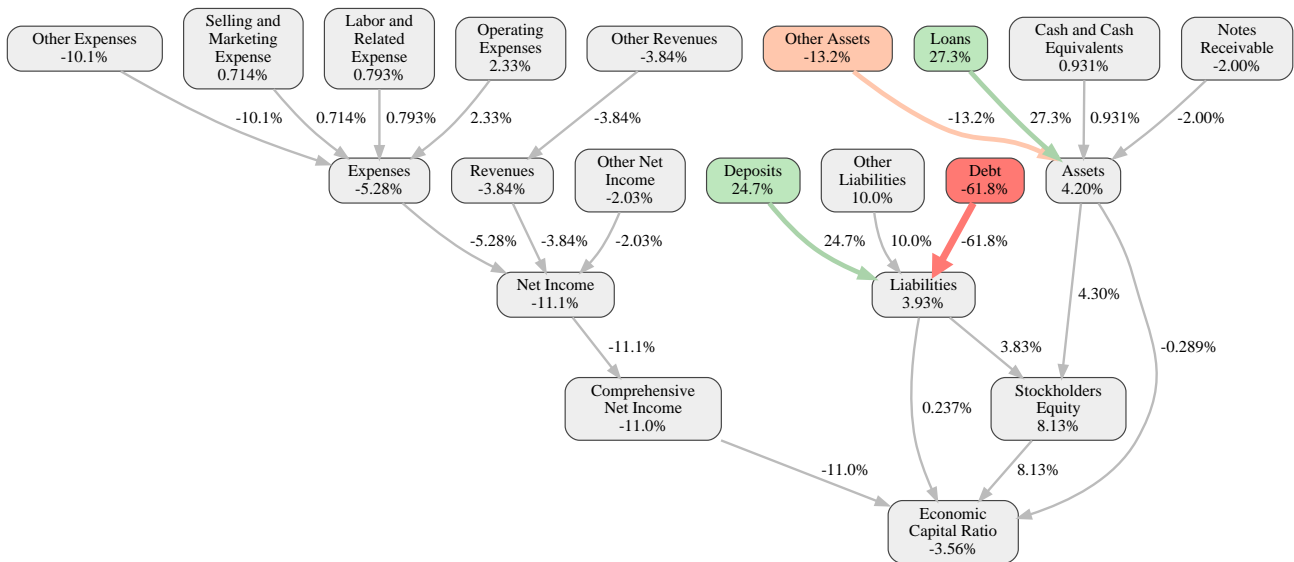 Other Expenses
-10.1%
Selling and
Marketing
Expense
0.714%
Labor and
Related
Expense
0.793%
Operating
Expenses
2.33%
Other Revenues
-3.84%
Other Assets
-13.2%
Loans
27.3%
Cash and Cash
Equivalents
0.931%
Notes
Receivable
-2.00%
-10.1%
0.714%
0.793%
2.33%
-3.84%
-13.2%
27.3%
0.931%
-2.00%
Expenses
-5.28%
Revenues
-3.84%
Other Net
Income
-2.03%
Deposits
24.7%
Other
Liabilities
10.0%
Debt
-61.8%
Assets
4.20%
-5.28%
-3.84%
-2.03%
24.7%
10.0%
-61.8%
Net Income
-11.1%
Liabilities
3.93%
4.30%
-11.1%
3.83%
-0.289%
Comprehensive
Net Income
-11.0%
0.237%
Stockholders
Equity
8.13%
-11.0%
8.13%
Economic
Capital Ratio
-3.56%